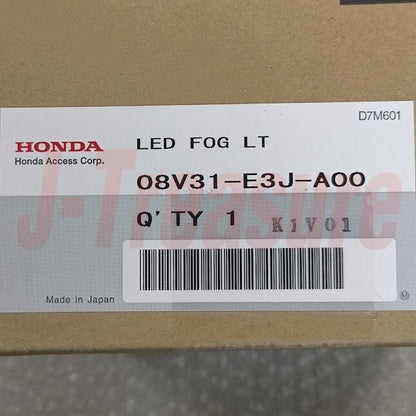 D7M601
LED FOG LT
HONDA
Honda Access Corp.
08V31-E3J-A00
J-Treasure
Q'TY 1 K1V01
Made in Japan
M